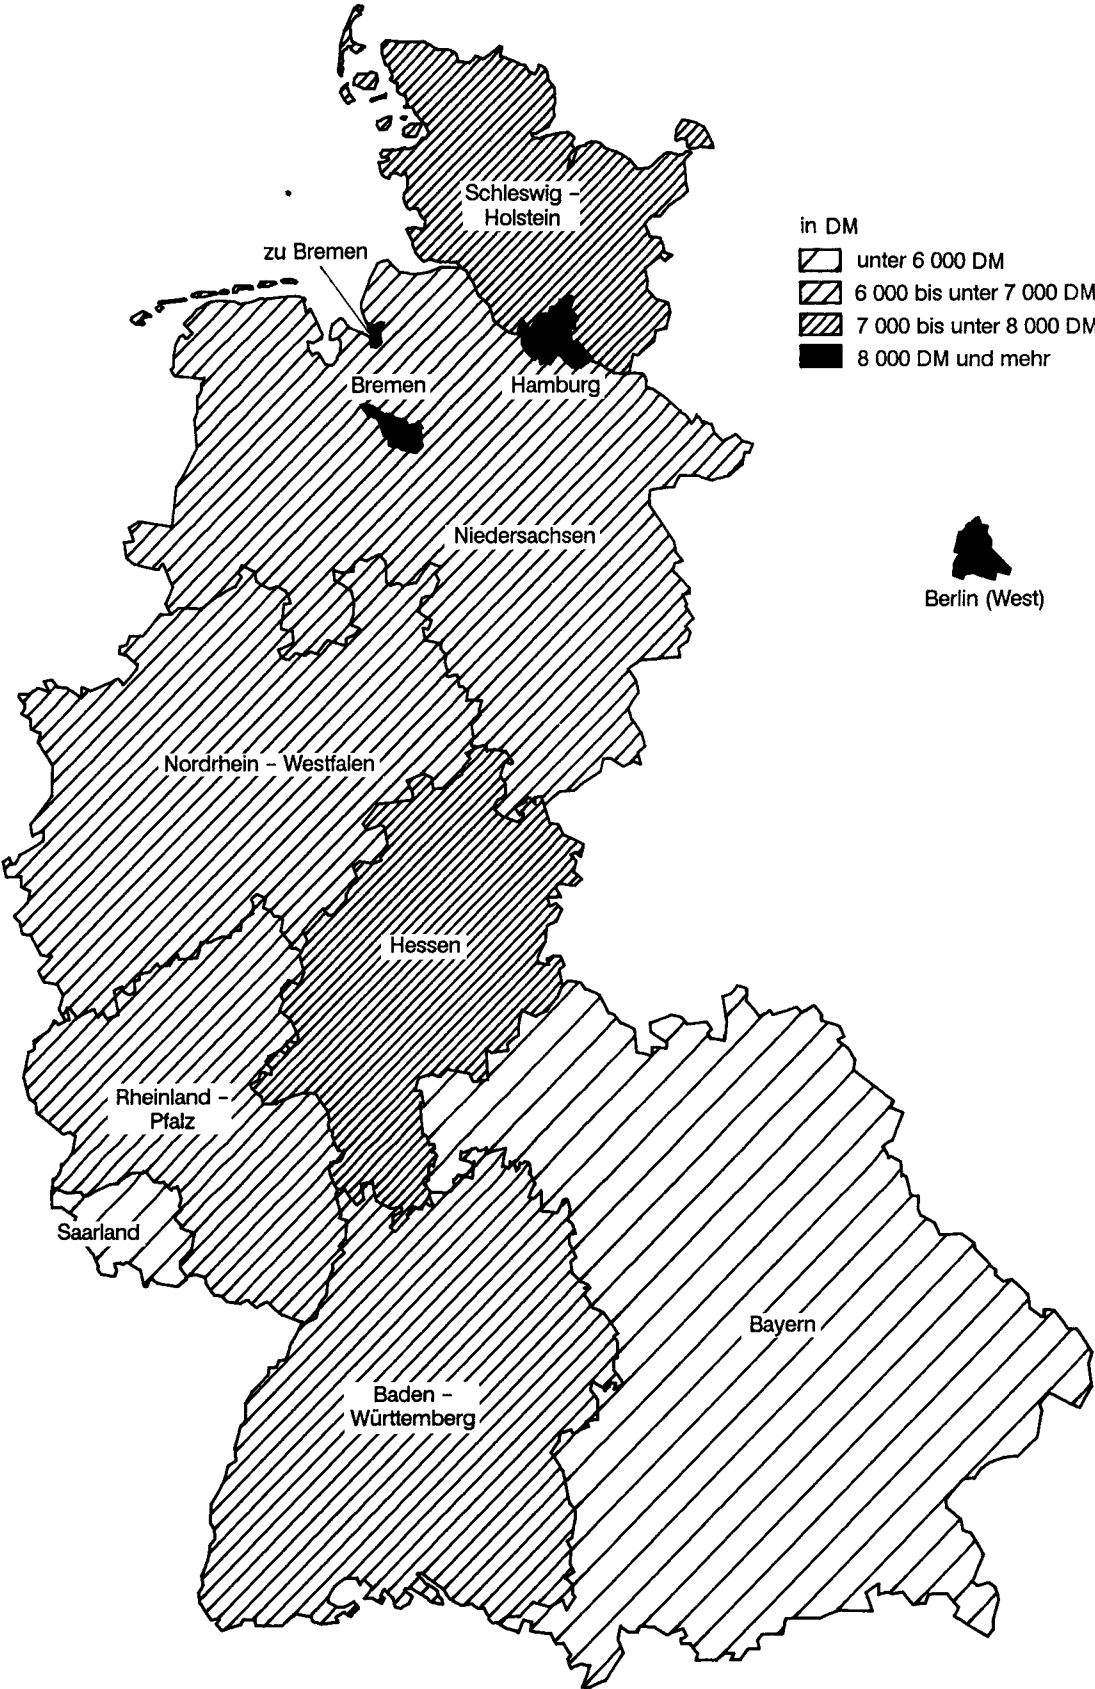 Schleswig -
Holstein
in DM
zu Bremen
unter 6 000 DM
6 000 bis unter 7 000 DM
7 000 bis unter 8 000 DM
8 000 DM und mehr
Bremen
Hamburg
Niedersachsen
Berlin (West)
Nordrhein - Westfalen
Hessen
Rheinland -
Pfalz
Saarland
Bayern
Baden -
Württemberg